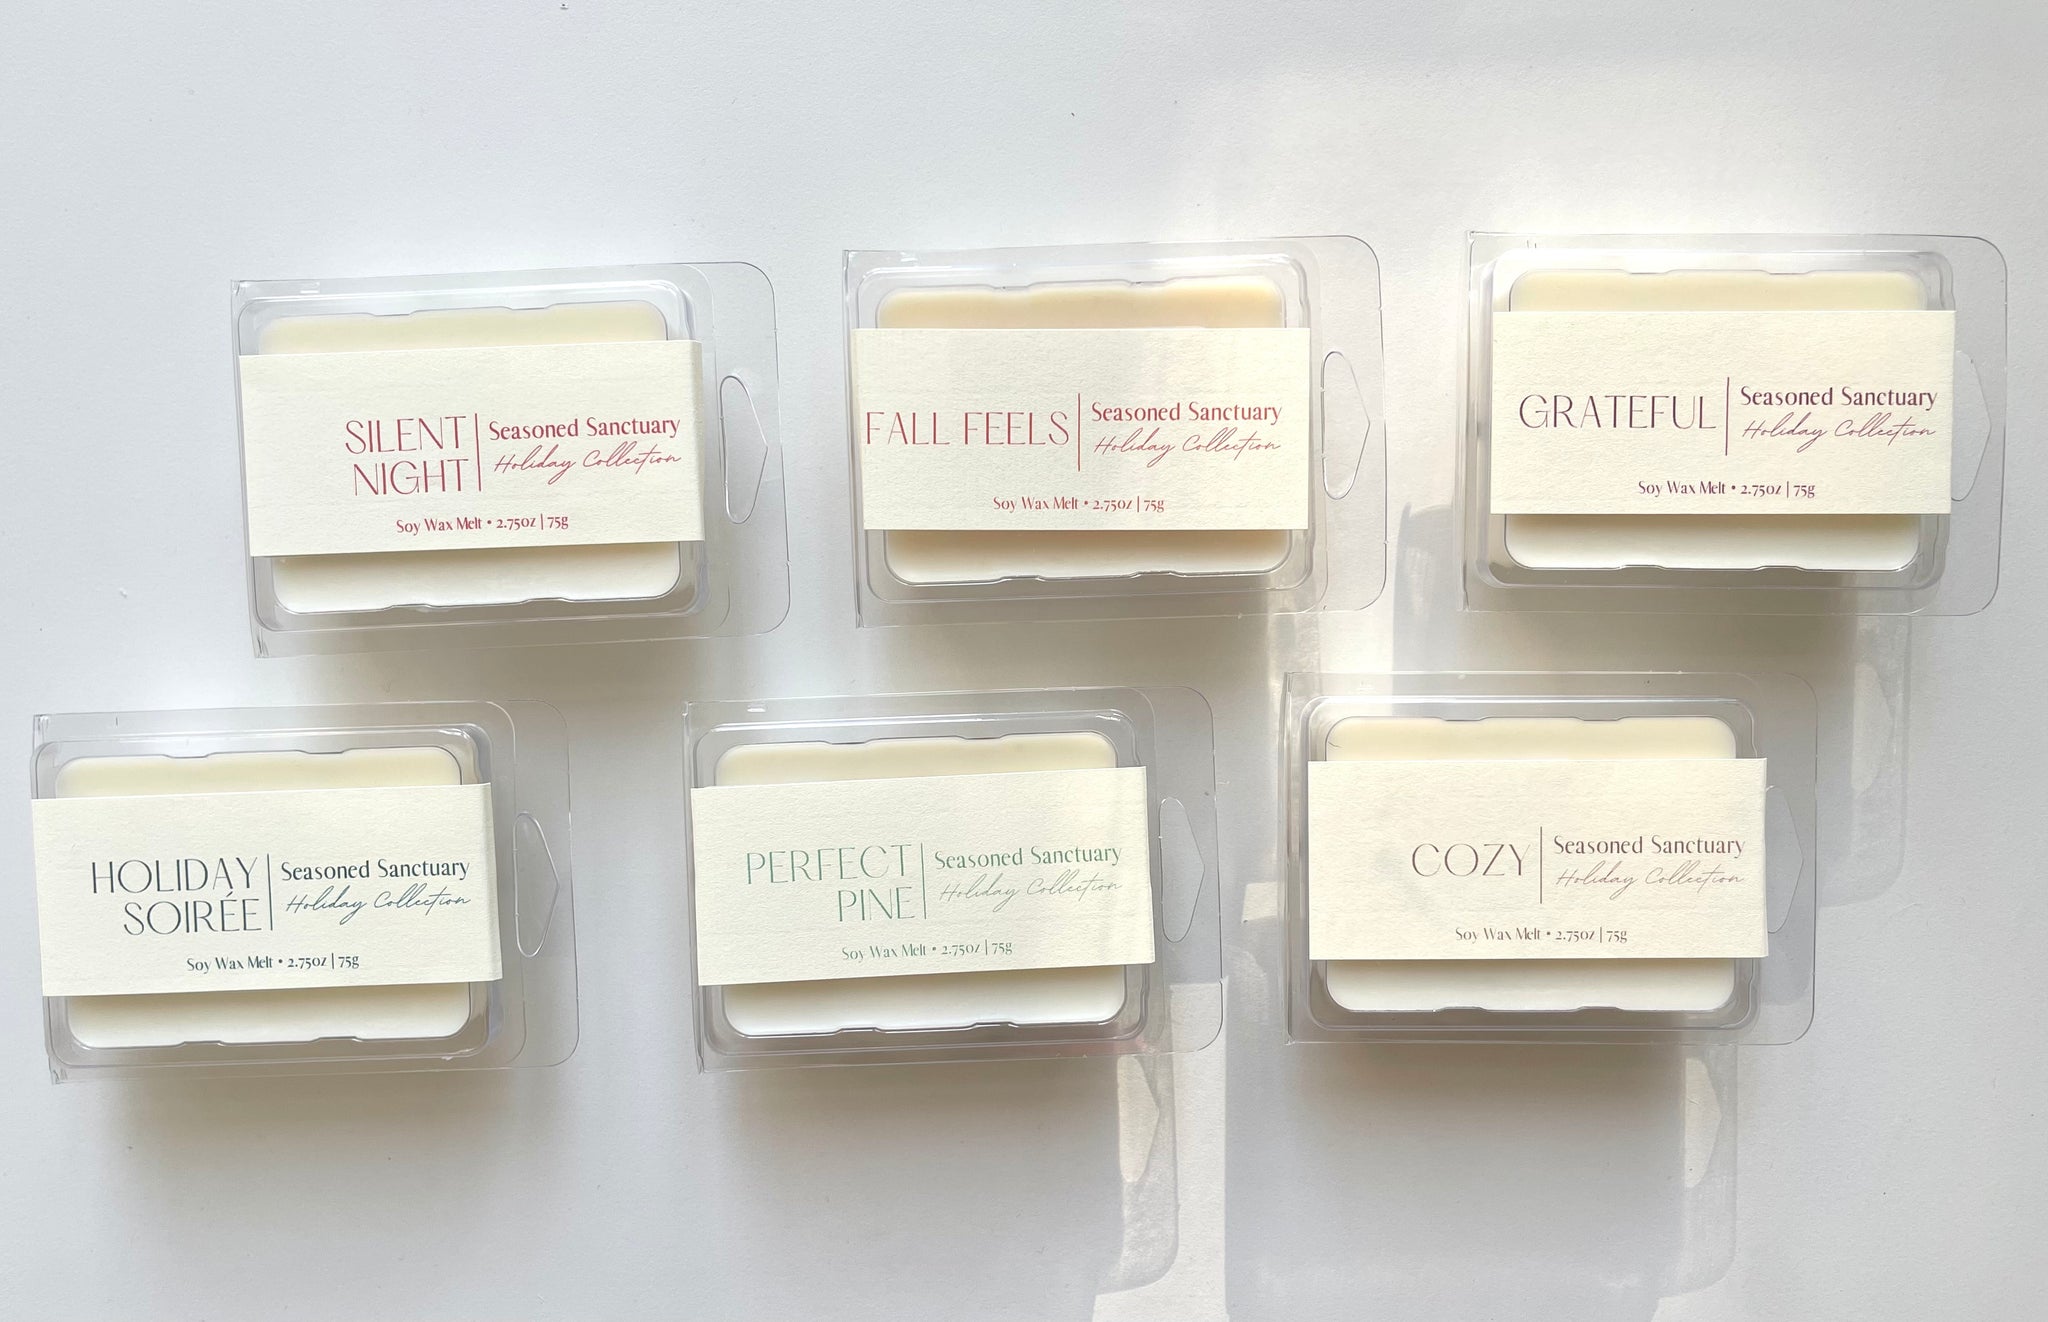 SILENT
NIGHT
Seasoned Sanctuary
Holiday Collection
Soy Wax Melt • 2.75oz | 75g
FALL FEELS
Seasoned Sanctuary
Holiday Collection
Soy Wax Melt • 2.75oz | 75g
GRATEFUL
Seasoned Sanctuary
Holiday Collection
Soy Wax Melt • 2.75oz | 75g
HOLIDAY
SOIRÉE
Seasoned Sanctuary
Holiday Collection
Soy Wax Melt • 2.75oz | 75g
PERFECT
PINE
Seasoned Sanctuary
Holiday Collection
Soy Wax Melt • 2.75oz | 75g
COZY
Seasoned Sanctuary
Holiday Collection
Soy Wax Melt • 2.75oz | 75g